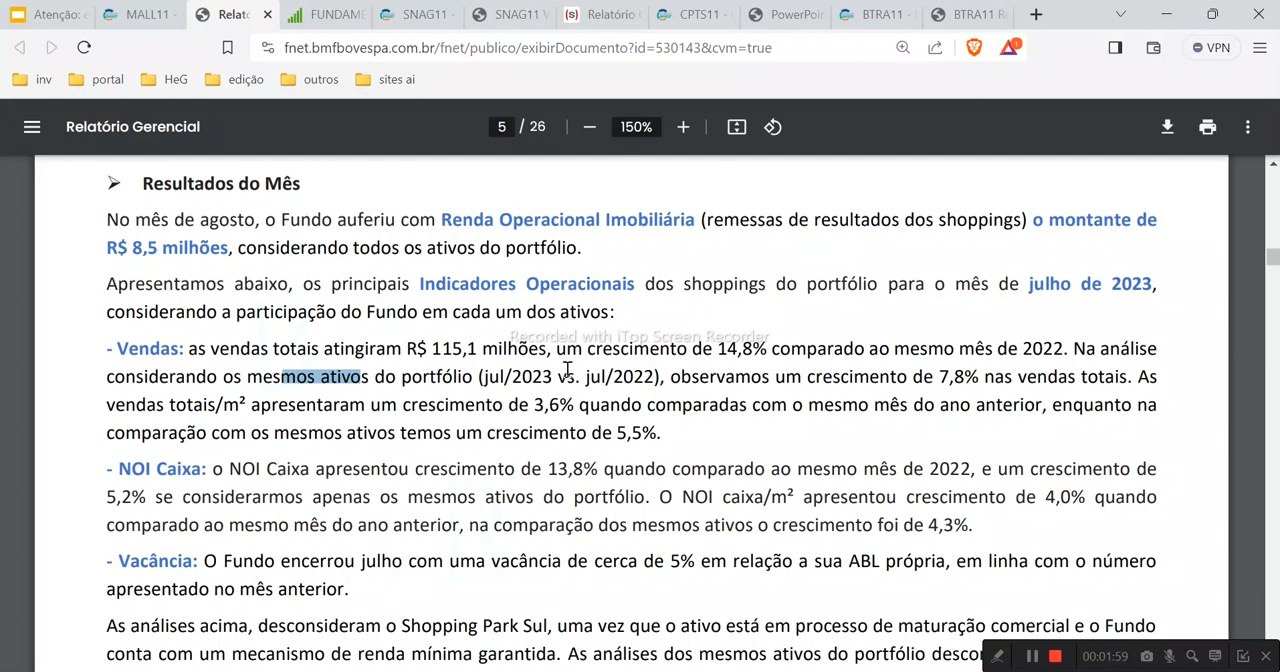 Atenção: e
MALL11 -
Relató
FUNDAME
SNAG11 -
SNAG11 V
Relatório
CPTS11 -
PowerPoin
BTRA11 -
BTRA11 R
fnet.bmfbovespa.com.br/fnet/publico/exibirDocumento?id=530143&cvm=true
1
VPN
inv
portal
HeG
edição
outros
sites ai
Relatório Gerencial
5 / 26
150%
➢ Resultados do Mês
No mês de agosto, o Fundo auferiu com Renda Operacional Imobiliária (remessas de resultados dos shoppings) o montante de
R$ 8,5 milhões, considerando todos os ativos do portfólio.
Apresentamos abaixo, os principais Indicadores Operacionais dos shoppings do portfólio para o mês de julho de 2023,
considerando a participação do Fundo em cada um dos ativos:
Recorded with iTop Screen Recorder
- Vendas: as vendas totais atingiram R$ 115,1 milhões, um crescimento de 14,8% comparado ao mesmo mês de 2022. Na análise
considerando os mesmos ativos do portfólio (jul/2023 vs. jul/2022), observamos um crescimento de 7,8% nas vendas totais. As
vendas totais/m² apresentaram um crescimento de 3,6% quando comparadas com o mesmo mês do ano anterior, enquanto na
comparação com os mesmos ativos temos um crescimento de 5,5%.
- NOI Caixa: o NOI Caixa apresentou crescimento de 13,8% quando comparado ao mesmo mês de 2022, e um crescimento de
5,2% se considerarmos apenas os mesmos ativos do portfólio. O NOI caixa/m² apresentou crescimento de 4,0% quando
comparado ao mesmo mês do ano anterior, na comparação dos mesmos ativos o crescimento foi de 4,3%.
- Vacância: O Fundo encerrou julho com uma vacância de cerca de 5% em relação a sua ABL própria, em linha com o número
apresentado no mês anterior.
As análises acima, desconsideram o Shopping Park Sul, uma vez que o ativo está em processo de maturação comercial e o Fundo
conta com um mecanismo de renda mínima garantida. As análises dos mesmos ativos do portfólio descon
00:01:59